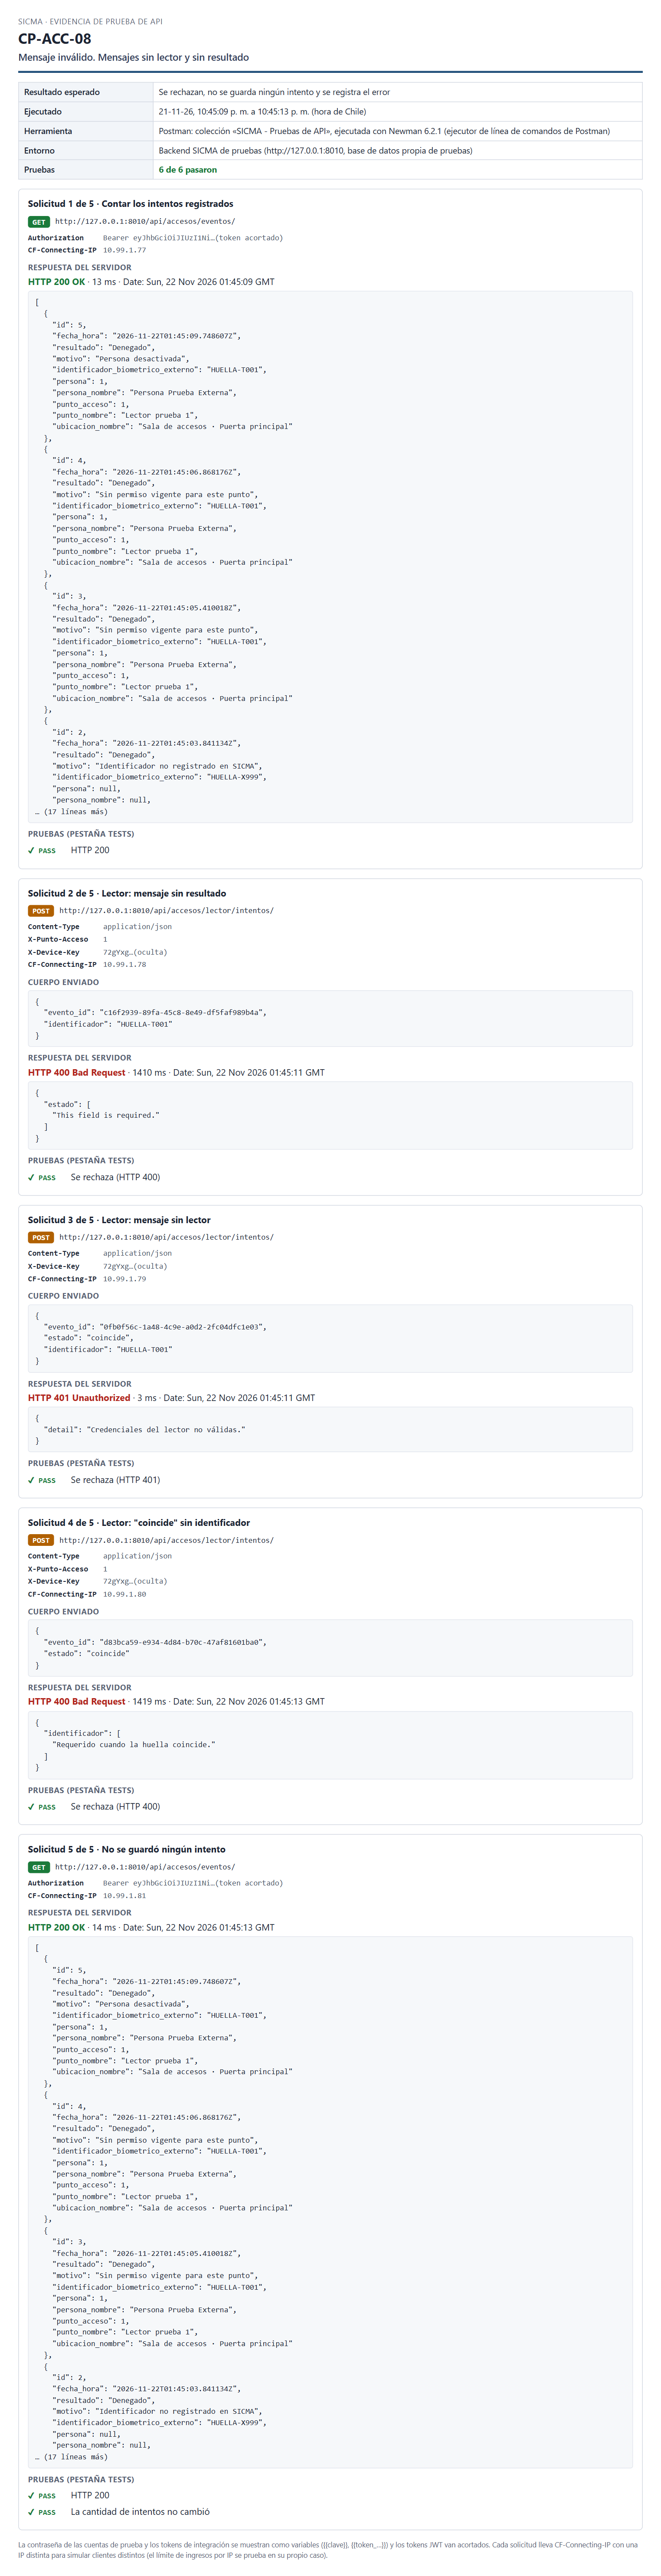 SICMA · EVIDENCIA DE PRUEBA DE API
CP-ACC-08
Mensaje inválido. Mensajes sin lector y sin resultado
Resultado esperado Se rechazan, no se guarda ningún intento y se registra el error
Ejecutado 21-11-26, 10:45:09 p. m. a 10:45:13 p. m. (hora de Chile)
Herramienta Postman: colección «SICMA - Pruebas de API», ejecutada con Newman 6.2.1 (ejecutor de línea de comandos de Postman)
Entorno Backend SICMA de pruebas (http://127.0.0.1:8010, base de datos propia de pruebas)
Pruebas 6 de 6 pasaron
Solicitud 1 de 5 · Contar los intentos registrados
GET http://127.0.0.1:8010/api/accesos/eventos/
Authorization Bearer eyJhbGciOiJIUzI1Ni…(token acortado)
CF-Connecting-IP 10.99.1.77
RESPUESTA DEL SERVIDOR
HTTP 200 OK · 13 ms · Date: Sun, 22 Nov 2026 01:45:09 GMT
[
{
"id": 5,
"fecha_hora": "2026-11-22T01:45:09.748607Z",
"resultado": "Denegado",
"motivo": "Persona desactivada",
"identificador_biometrico_externo": "HUELLA-T001",
"persona": 1,
"persona_nombre": "Persona Prueba Externa",
"punto_acceso": 1,
"punto_nombre": "Lector prueba 1",
"ubicacion_nombre": "Sala de accesos · Puerta principal"
},
{
"id": 4,
"fecha_hora": "2026-11-22T01:45:06.868176Z",
"resultado": "Denegado",
"motivo": "Sin permiso vigente para este punto",
"identificador_biometrico_externo": "HUELLA-T001",
"persona": 1,
"persona_nombre": "Persona Prueba Externa",
"punto_acceso": 1,
"punto_nombre": "Lector prueba 1",
"ubicacion_nombre": "Sala de accesos · Puerta principal"
},
{
"id": 3,
"fecha_hora": "2026-11-22T01:45:05.410018Z",
"resultado": "Denegado",
"motivo": "Sin permiso vigente para este punto",
"identificador_biometrico_externo": "HUELLA-T001",
"persona": 1,
"persona_nombre": "Persona Prueba Externa",
"punto_acceso": 1,
"punto_nombre": "Lector prueba 1",
"ubicacion_nombre": "Sala de accesos · Puerta principal"
},
{
"id": 2,
"fecha_hora": "2026-11-22T01:45:03.841134Z",
"resultado": "Denegado",
"motivo": "Identificador no registrado en SICMA",
"identificador_biometrico_externo": "HUELLA-X999",
"persona": null,
"persona_nombre": null,
… (17 líneas más)
PRUEBAS (PESTAÑA TESTS)
✓ PASS HTTP 200
Solicitud 2 de 5 · Lector: mensaje sin resultado
POST http://127.0.0.1:8010/api/accesos/lector/intentos/
Content-Type application/json
X-Punto-Acceso 1
X-Device-Key 72gYxg…(oculta)
CF-Connecting-IP 10.99.1.78
CUERPO ENVIADO
{
"evento_id": "c16f2939-89fa-45c8-8e49-df5faf989b4a",
"identificador": "HUELLA-T001"
}
RESPUESTA DEL SERVIDOR
HTTP 400 Bad Request · 1410 ms · Date: Sun, 22 Nov 2026 01:45:11 GMT
{
"estado": [
"This field is required."
]
}
PRUEBAS (PESTAÑA TESTS)
✓ PASS Se rechaza (HTTP 400)
Solicitud 3 de 5 · Lector: mensaje sin lector
POST http://127.0.0.1:8010/api/accesos/lector/intentos/
Content-Type application/json
X-Device-Key 72gYxg…(oculta)
CF-Connecting-IP 10.99.1.79
CUERPO ENVIADO
{
"evento_id": "0fb0f56c-1a48-4c9e-a0d2-2fc04dfc1e03",
"estado": "coincide",
"identificador": "HUELLA-T001"
}
RESPUESTA DEL SERVIDOR
HTTP 401 Unauthorized · 3 ms · Date: Sun, 22 Nov 2026 01:45:11 GMT
{
"detail": "Credenciales del lector no válidas."
}
PRUEBAS (PESTAÑA TESTS)
✓ PASS Se rechaza (HTTP 401)
Solicitud 4 de 5 · Lector: "coincide" sin identificador
POST http://127.0.0.1:8010/api/accesos/lector/intentos/
Content-Type application/json
X-Punto-Acceso 1
X-Device-Key 72gYxg…(oculta)
CF-Connecting-IP 10.99.1.80
CUERPO ENVIADO
{
"evento_id": "d83bca59-e934-4d84-b70c-47af81601ba0",
"estado": "coincide"
}
RESPUESTA DEL SERVIDOR
HTTP 400 Bad Request · 1419 ms · Date: Sun, 22 Nov 2026 01:45:13 GMT
{
"identificador": [
"Requerido cuando la huella coincide."
]
}
PRUEBAS (PESTAÑA TESTS)
✓ PASS Se rechaza (HTTP 400)
Solicitud 5 de 5 · No se guardó ningún intento
GET http://127.0.0.1:8010/api/accesos/eventos/
Authorization Bearer eyJhbGciOiJIUzI1Ni…(token acortado)
CF-Connecting-IP 10.99.1.81
RESPUESTA DEL SERVIDOR
HTTP 200 OK · 14 ms · Date: Sun, 22 Nov 2026 01:45:13 GMT
[
{
"id": 5,
"fecha_hora": "2026-11-22T01:45:09.748607Z",
"resultado": "Denegado",
"motivo": "Persona desactivada",
"identificador_biometrico_externo": "HUELLA-T001",
"persona": 1,
"persona_nombre": "Persona Prueba Externa",
"punto_acceso": 1,
"punto_nombre": "Lector prueba 1",
"ubicacion_nombre": "Sala de accesos · Puerta principal"
},
{
"id": 4,
"fecha_hora": "2026-11-22T01:45:06.868176Z",
"resultado": "Denegado",
"motivo": "Sin permiso vigente para este punto",
"identificador_biometrico_externo": "HUELLA-T001",
"persona": 1,
"persona_nombre": "Persona Prueba Externa",
"punto_acceso": 1,
"punto_nombre": "Lector prueba 1",
"ubicacion_nombre": "Sala de accesos · Puerta principal"
},
{
"id": 3,
"fecha_hora": "2026-11-22T01:45:05.410018Z",
"resultado": "Denegado",
"motivo": "Sin permiso vigente para este punto",
"identificador_biometrico_externo": "HUELLA-T001",
"persona": 1,
"persona_nombre": "Persona Prueba Externa",
"punto_acceso": 1,
"punto_nombre": "Lector prueba 1",
"ubicacion_nombre": "Sala de accesos · Puerta principal"
},
{
"id": 2,
"fecha_hora": "2026-11-22T01:45:03.841134Z",
"resultado": "Denegado",
"motivo": "Identificador no registrado en SICMA",
"identificador_biometrico_externo": "HUELLA-X999",
"persona": null,
"persona_nombre": null,
… (17 líneas más)
PRUEBAS (PESTAÑA TESTS)
✓ PASS HTTP 200
✓ PASS La cantidad de intentos no cambió
La contraseña de las cuentas de prueba y los tokens de integración se muestran como variables ({{clave}}, {{token_…}}) y los tokens JWT van acortados. Cada solicitud lleva CF-Connecting-IP con una
IP distinta para simular clientes distintos (el límite de ingresos por IP se prueba en su propio caso).